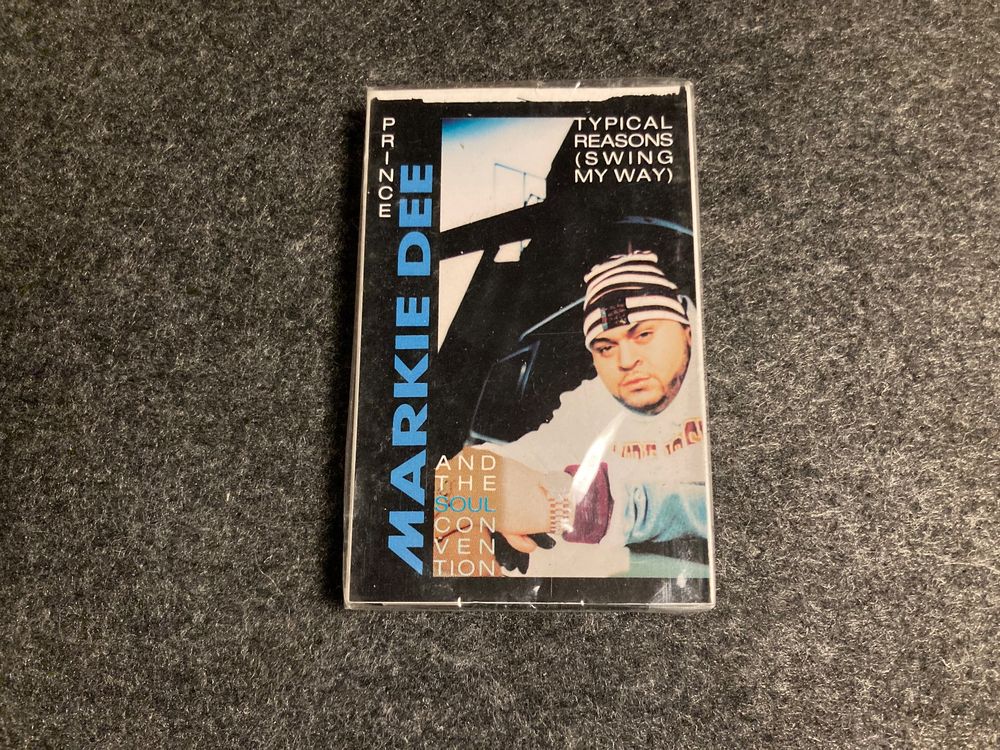 PRINCE
MARKIE DEE
AND
THE
SOUL
CON
VEN
TION
TYPICAL
REASONS
(SWING
MY WAY)